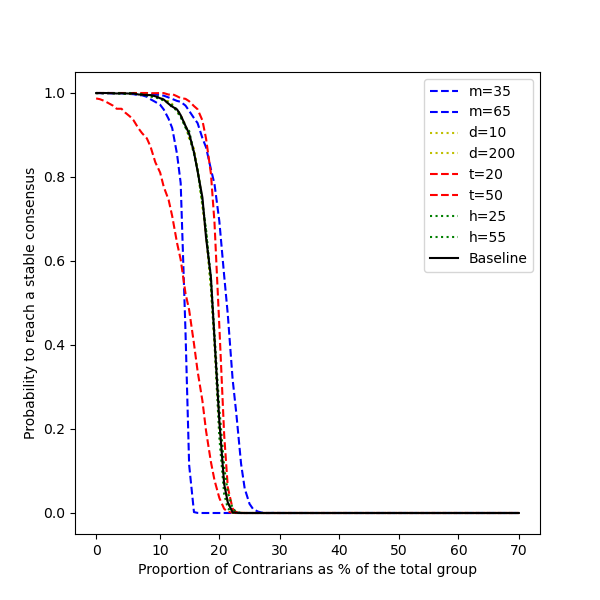 1.0
0.8
0.6
0.4
0.2
0.0
Probability to reach a stable consensus
m=35
m=65
d=10
d=200
t=20
t=50
h=25
h=55
Baseline
0 10 20 30 40 50 60 70
Proportion of Contrarians as % of the total group